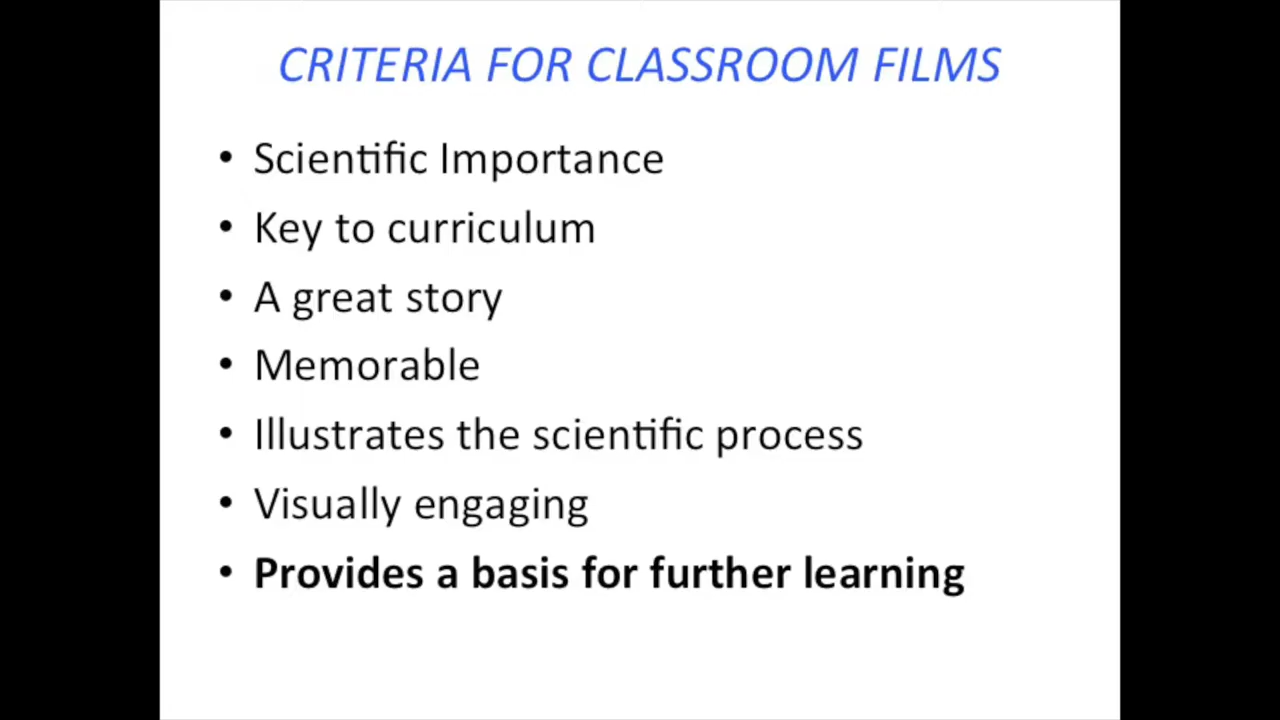 CRITERIA FOR CLASSROOM FILMS
• Scientific Importance
• Key to curriculum
• A great story
• Memorable
• Illustrates the scientific process
• Visually engaging
• Provides a basis for further learning